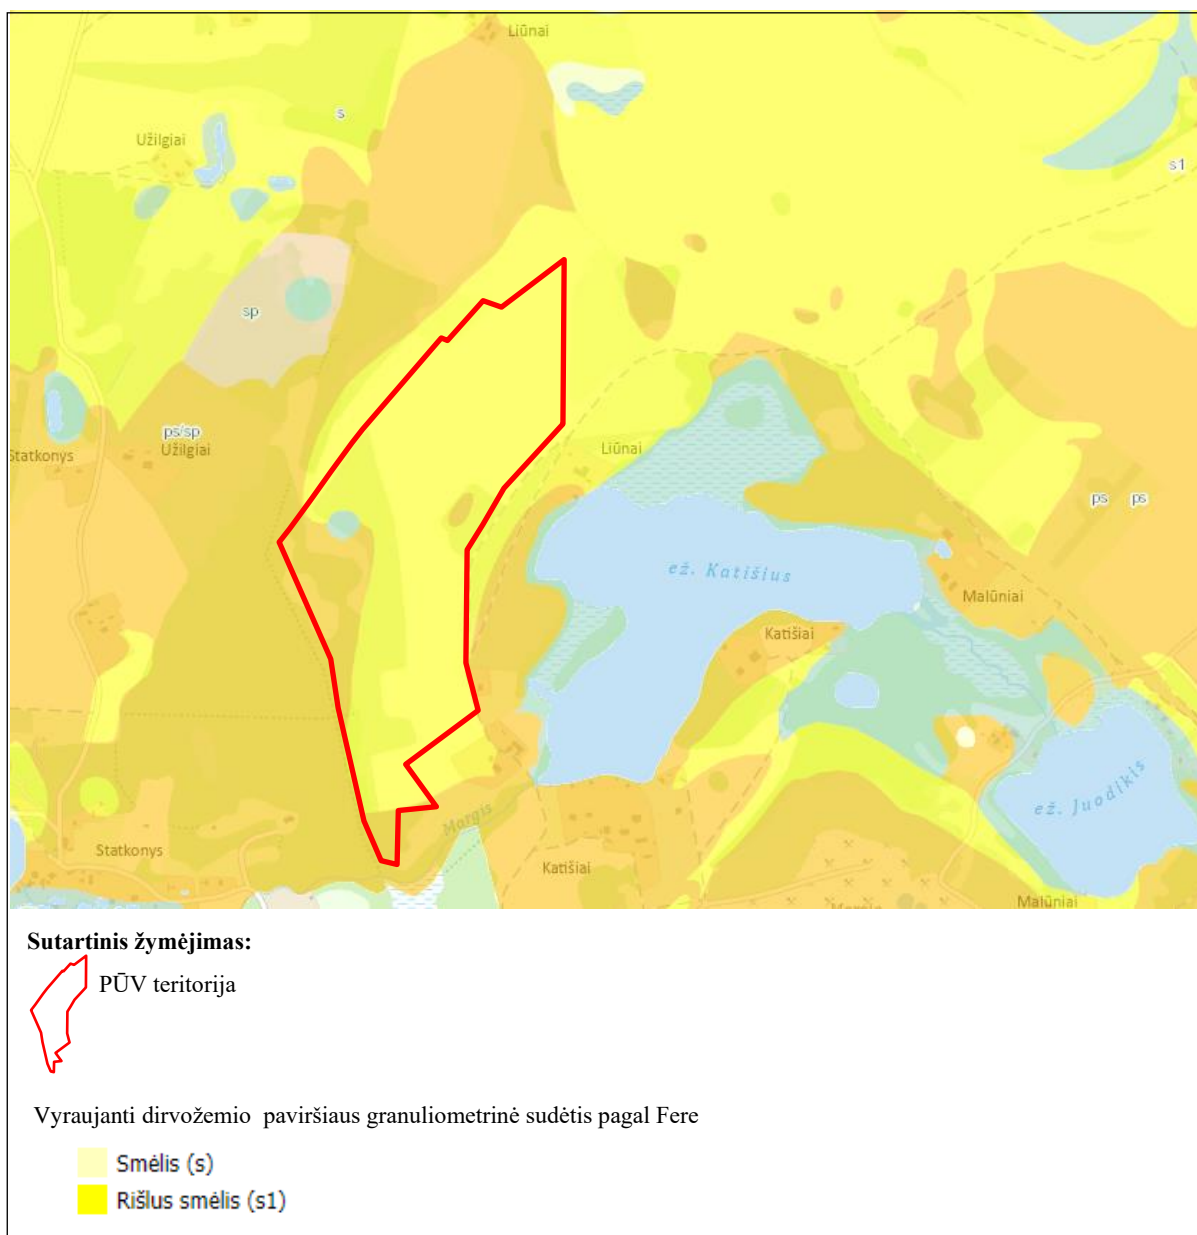 Liūnai
s
Užilgiai
s1
sp
ps/sp
Užilgiai
Statkonys
Liūnai
ps ps
ež. Katišius
Malūniai
Katišiai
ež. Juodikis
Margis
Statkonys
Katišiai
Malūniai
Sutartinis žymėjimas:
PŪV teritorija
Vyraujanti dirvožemio paviršiaus granuliometrinė sudėtis pagal Fere
Smėlis (s)
Rišlus smėlis (s1)